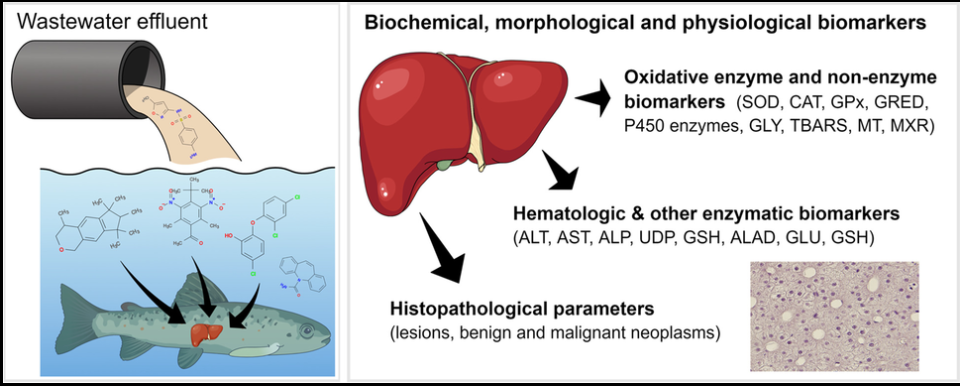 Wastewater effluent
Biochemical, morphological and physiological biomarkers
Oxidative enzyme and non-enzyme
biomarkers (SOD, CAT, GPx, GRED,
P450 enzymes, GLY, TBARS, MT, MXR)
Hematologic & other enzymatic biomarkers
(ALT, AST, ALP, UDP, GSH, ALAD, GLU, GSH)
Histopathological parameters
(lesions, benign and malignant neoplasms)